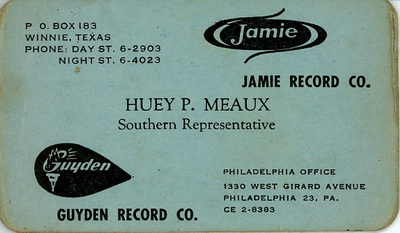 P O. BOX 183
WINNIE, TEXAS
PHONE: DAY ST. 6-2903
NIGHT ST. 6-4023
Jamie
JAMIE RECORD CO.
HUEY P. MEAUX
Southern Representative
Guyden
GUYDEN RECORD CO.
PHILADELPHIA OFFICE
1330 WEST GIRARD AVENUE
PHILADELPHIA 23, PA.
CE 2-8383